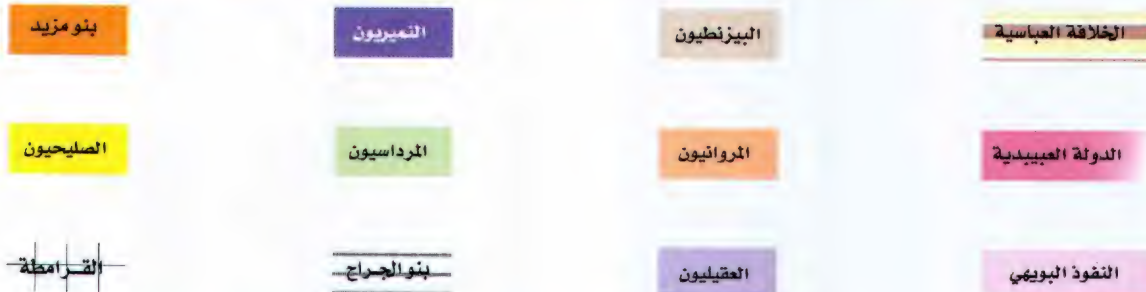 الخلافة العباسية
البيزنطيون
النميريون
بنو مزيد
الدولة العبيدية
المروانيون
المرداسيون
الصليحيون
النفوذ البويهي
العقيليون
بنو الجراح
القرامطة